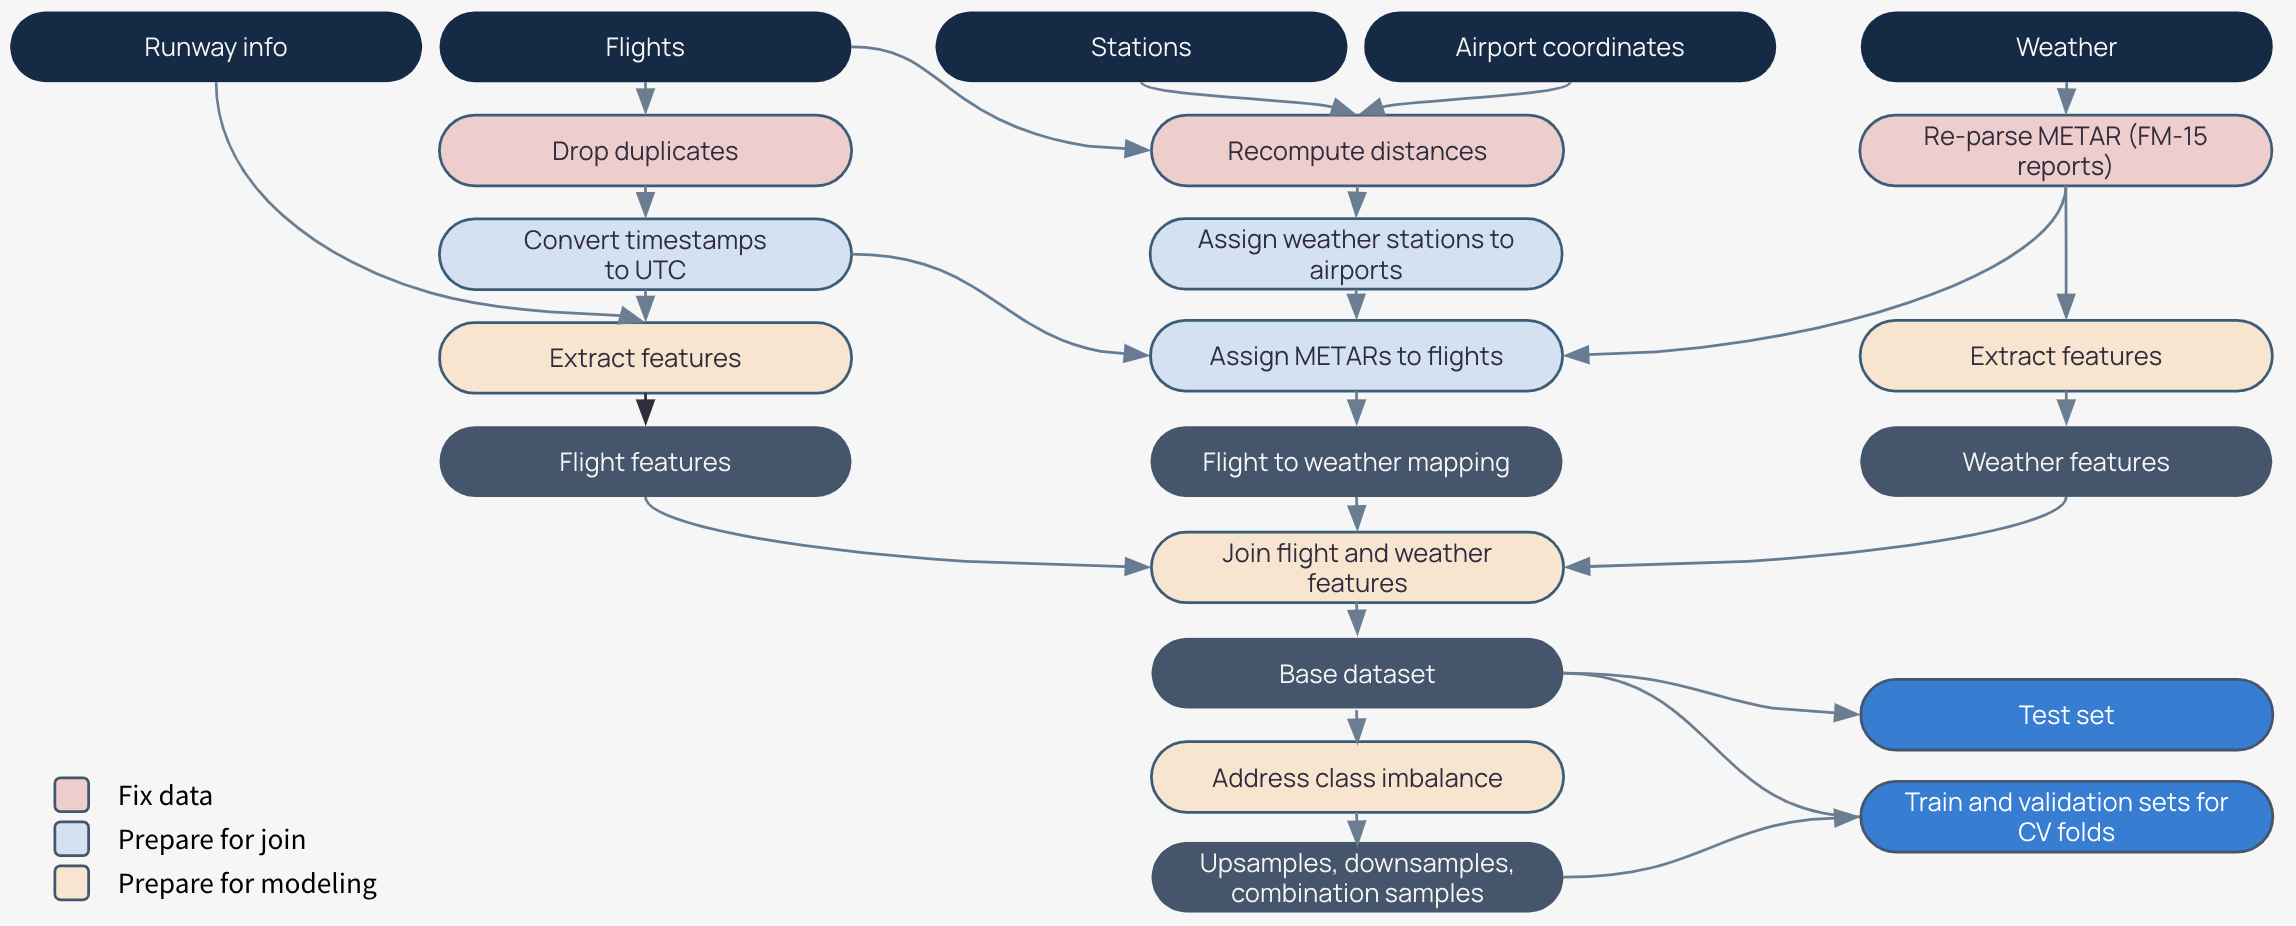 Runway info
Flights
Stations
Airport coordinates
Weather
Drop duplicates
Recompute distances
Re-parse METAR (FM-15
reports)
Convert timestamps
to UTC
Assign weather stations to
airports
Extract features
Assign METARs to flights
Extract features
Flight features
Flight to weather mapping
Weather features
Join flight and weather
features
Base dataset
Test set
Address class imbalance
Train and validation sets for
CV folds
Upsamples, downsamples,
combination samples
Fix data
Prepare for join
Prepare for modeling